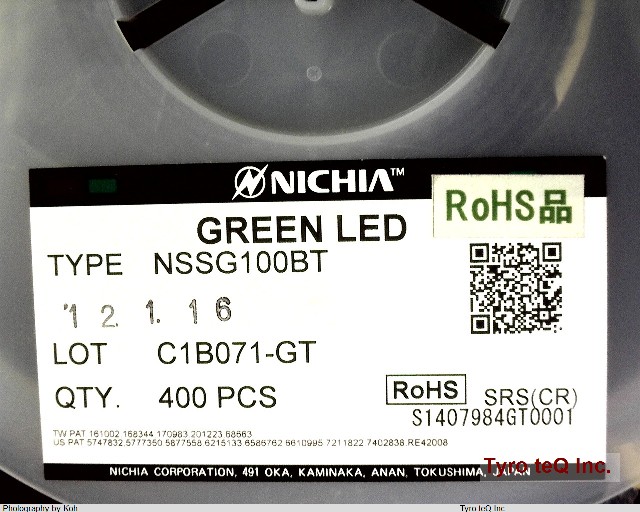 NICHIA™
RoHS品
GREEN LED
TYPE NSSG100BT
'12. 1. 16
LOT C1B071-GT
QTY. 400 PCS
RoHS SRS(CR)
S1407984GT0001
TW PAT 161002 168344 170983 201223 68663
US PAT 5747832,5777350,5877558,6215133,6586762 6610995 7211822 7402838,RE42008
NICHIA CORPORATION, 491 OKA, KAMINAKA, ANAN, TOKUSHIMA, JAPAN
Tyro teQ Inc.
Photography by Koh
Tyro teQ Inc